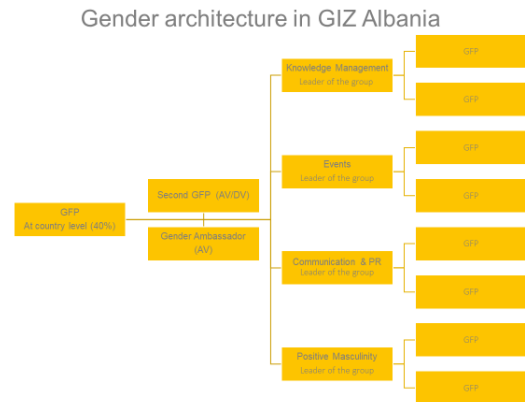 Gender architecture in GIZ Albania
GFP
At country level (40%)
Second GFP (AV/DV)
Gender Ambassador
(AV)
Knowledge Management
Leader of the group
GFP
GFP
Events
Leader of the group
GFP
GFP
Communication & PR
Leader of the group
GFP
GFP
Positive Masculinity
Leader of the group
GFP
GFP